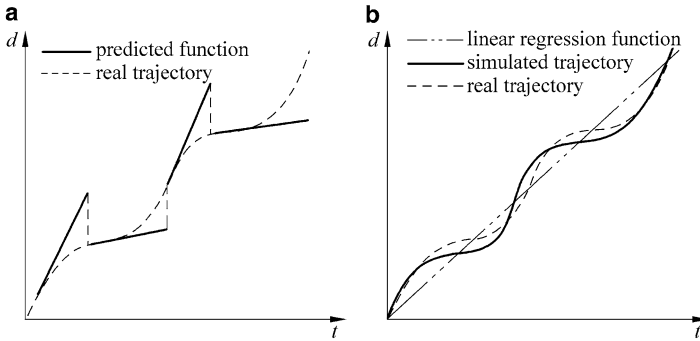 a
d
predicted function
real trajectory
t
b
d
linear regression function
simulated trajectory
real trajectory
t